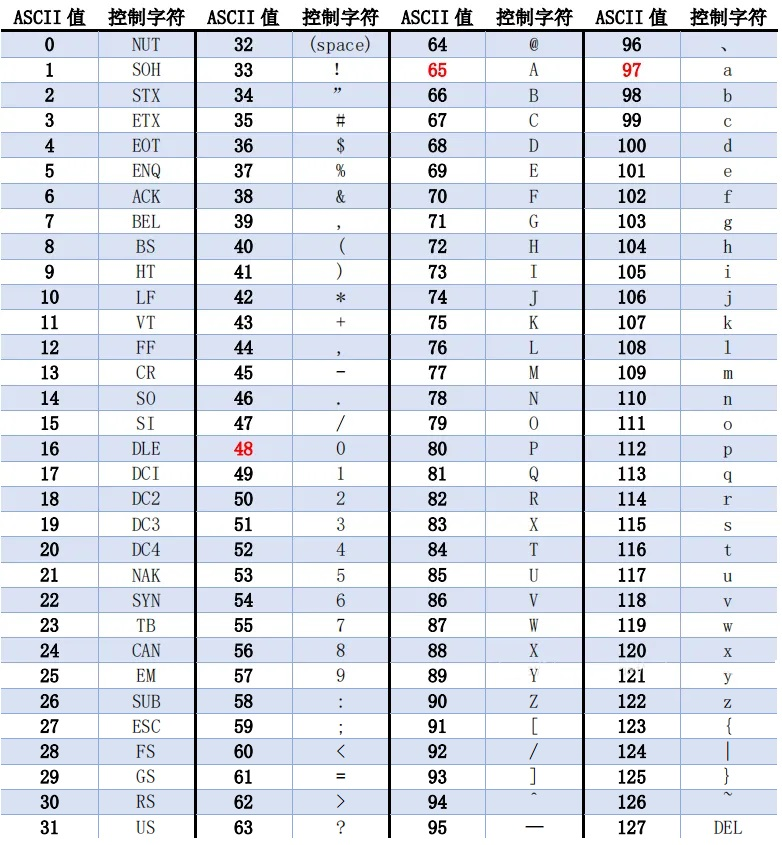 ASCII 值 控制字符 ASCII 值 控制字符 ASCII 值 控制字符 ASCII 值 控制字符
0 NUT 32 (space) 64 @ 96 、
1 SOH 33 ! 65 A 97 a
2 STX 34 ” 66 B 98 b
3 ETX 35 # 67 C 99 c
4 EOT 36 $ 68 D 100 d
5 ENQ 37 % 69 E 101 e
6 ACK 38 & 70 F 102 f
7 BEL 39 , 71 G 103 g
8 BS 40 ( 72 H 104 h
9 HT 41 ) 73 I 105 i
10 LF 42 * 74 J 106 j
11 VT 43 + 75 K 107 k
12 FF 44 , 76 L 108 l
13 CR 45 - 77 M 109 m
14 SO 46 . 78 N 110 n
15 SI 47 / 79 O 111 o
16 DLE 48 0 80 P 112 p
17 DCI 49 1 81 Q 113 q
18 DC2 50 2 82 R 114 r
19 DC3 51 3 83 X 115 s
20 DC4 52 4 84 T 116 t
21 NAK 53 5 85 U 117 u
22 SYN 54 6 86 V 118 v
23 TB 55 7 87 W 119 w
24 CAN 56 8 88 X 120 x
25 EM 57 9 89 Y 121 y
26 SUB 58 : 90 Z 122 z
27 ESC 59 ; 91 [ 123 {
28 FS 60 < 92 / 124 |
29 GS 61 = 93 ] 125 }
30 RS 62 > 94 ^ 126 ~
31 US 63 ? 95 — 127 DEL